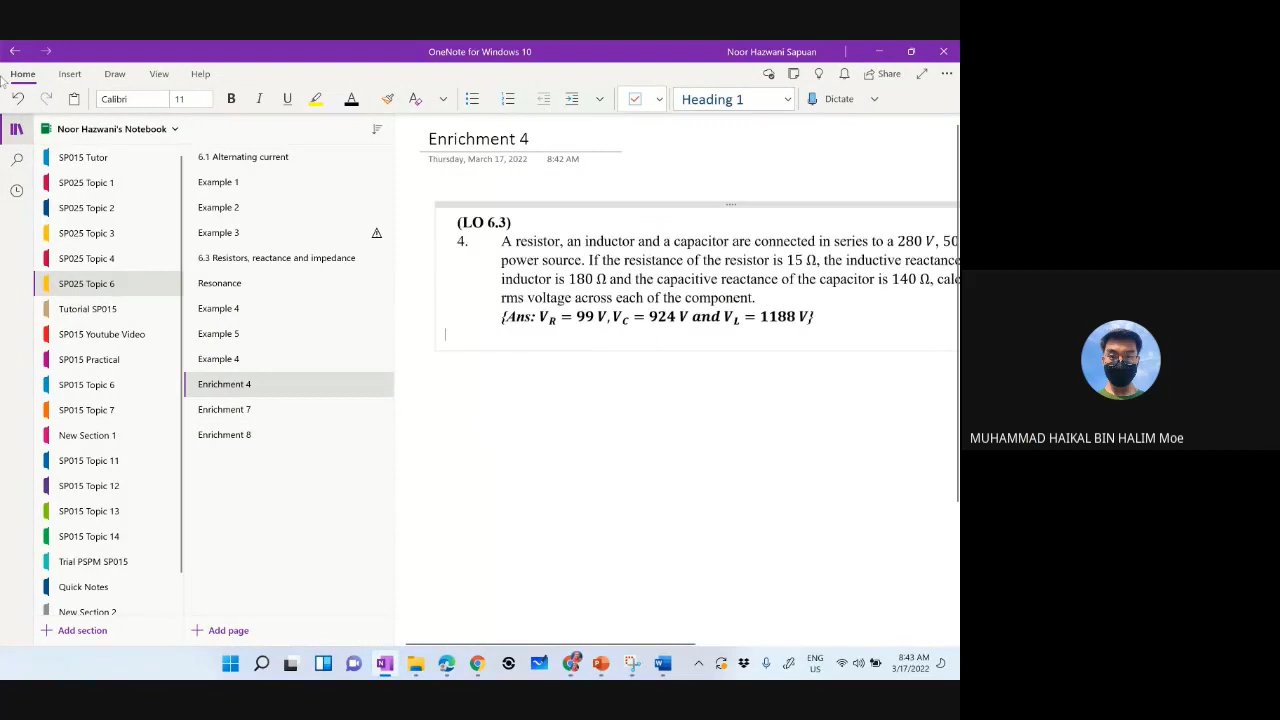 OneNote for Windows 10
Noor Hazwani Sapuan
Home Insert Draw View Help
Share
Calibri 11 B I U A A Heading 1 Dictate
Noor Hazwani's Notebook
SP015 Tutor
SP025 Topic 1
SP025 Topic 2
SP025 Topic 3
SP025 Topic 4
SP025 Topic 6
Tutorial SP015
SP015 Youtube Video
SP015 Practical
SP015 Topic 6
SP015 Topic 7
New Section 1
SP015 Topic 11
SP015 Topic 12
SP015 Topic 13
SP015 Topic 14
Trial PSPM SP015
Quick Notes
New Section 2
Add section
6.1 Alternating current
Example 1
Example 2
Example 3
6.3 Resistors, reactance and impedance
Resonance
Example 4
Example 5
Example 4
Enrichment 4
Enrichment 7
Enrichment 8
Add page
Enrichment 4
Thursday, March 17, 2022 8:42 AM
(LO 6.3)
4. A resistor, an inductor and a capacitor are connected in series to a 280 V, 50
power source. If the resistance of the resistor is 15 Ω, the inductive reactance
inductor is 180 Ω and the capacitive reactance of the capacitor is 140 Ω, calc
rms voltage across each of the component.
{Ans: V_R = 99 V, V_C = 924 V and V_L = 1188 V}
MUHAMMAD HAIKAL BIN HALIM Moe
ENG
US
8:43 AM
3/17/2022